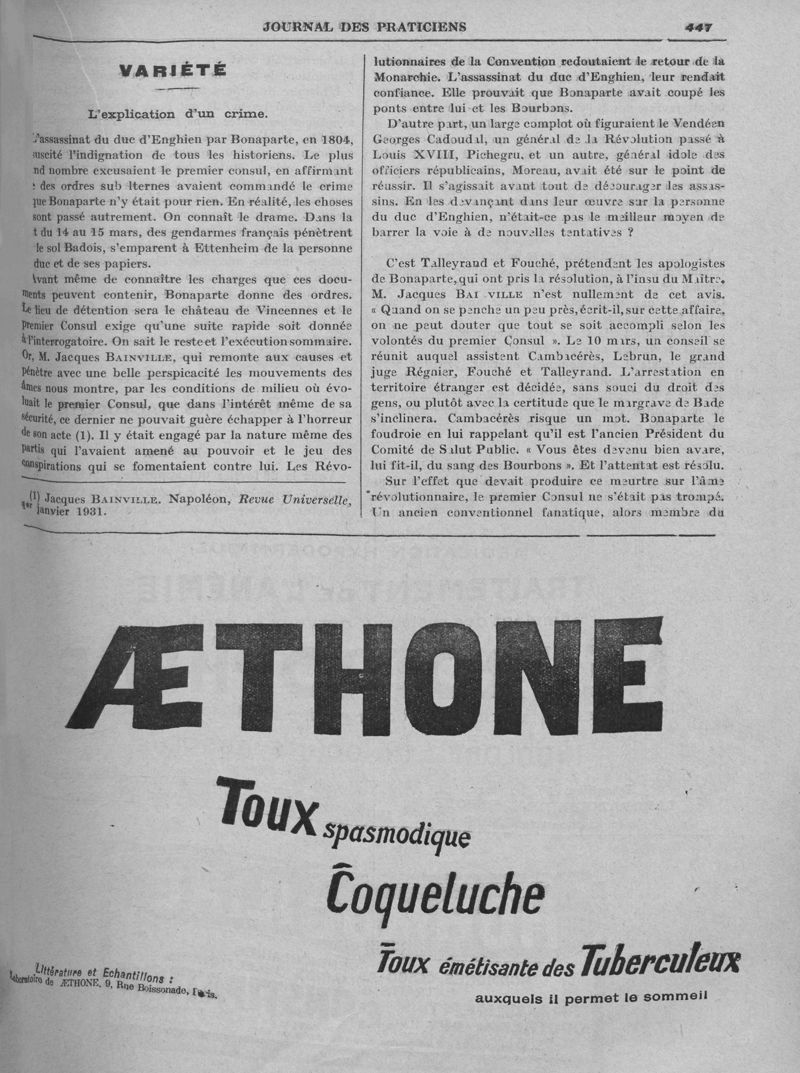 JOURNAL DES PRATICIENS 447
VARIÉTÉ
L'explication d'un crime.
L'assassinat du duc d'Enghien par Bonaparte, en 1804,
suscité l'indignation de tous les historiens. Le plus
nd nombre excusaient le premier consul, en affirmant
des ordres sub lternes avaient commandé le crime
que Bonaparte n'y était pour rien. En réalité, les choses
sont passé autrement. On connaît le drame. Dans la
t du 14 au 15 mars, des gendarmes français pénètrent
le sol Badois, s'emparent à Ettenheim de la personne
duc et de ses papiers.
Avant même de connaître les charges que ces docu-
ments peuvent contenir, Bonaparte donne des ordres.
Le lieu de détention sera le château de Vincennes et le
Premier Consul exige qu'une suite rapide soit donnée
à l'interrogatoire. On sait le reste et l'exécution sommaire.
Or, M. Jacques BAINVILLE, qui remonte aux causes et
pénètre avec une belle perspicacité les mouvements des
âmes nous montre, par les conditions de milieu où évo-
luait le premier Consul, que dans l'intérêt même de sa
sécurité, ce dernier ne pouvait guère échapper à l'horreur
de son acte (1). Il y était engagé par la nature même des
partis qui l'avaient amené au pouvoir et le jeu des
conspirations qui se fomentaient contre lui. Les Révo-
(1) Jacques BAINVILLE. Napoléon, Revue Universelle,
1er janvier 1931.
lutionnaires de la Convention redoutaient le retour de la
Monarchie. L'assassinat du duc d'Enghien, leur rendait
confiance. Elle prouvait que Bonaparte avait coupé les
ponts entre lui et les Bourbons.
D'autre part, un large complot où figuraient le Vendéen
Georges Cadoudal, un général de la Révolution passé à
Louis XVIII, Pichegru, et un autre, général idole des
officiers républicains, Moreau, avait été sur le point de
réussir. Il s'agissait avant tout de décourager les assas-
sins. En les devançant dans leur œuvre sur la personne
du duc d'Enghien, n'était-ce pas le meilleur moyen de
barrer la voie à de nouvelles tentatives ?
C'est Talleyrand et Fouché, prétendent les apologistes
de Bonaparte, qui ont pris la résolution, à l'insu du Maître.
M. Jacques BAI VILLE n'est nullement de cet avis.
« Quand on se penche un peu près, écrit-il, sur cette affaire,
on ne peut douter que tout se soit accompli selon les
volontés du premier Consul ». Le 10 mars, un conseil se
réunit auquel assistent Cambacérès, Lebrun, le grand
juge Régnier, Fouché et Talleyrand. L'arrestation en
territoire étranger est décidée, sans souci du droit des
gens, ou plutôt avec la certitude que le margrave de Bade
s'inclinera. Cambacérès risque un mot. Bonaparte le
foudroie en lui rappelant qu'il est l'ancien Président du
Comité de Salut Public. « Vous êtes devenu bien avare,
lui fit-il, du sang des Bourbons ». Et l'attentat est résolu.
Sur l'effet que devait produire ce meurtre sur l'âme
révolutionnaire, le premier Consul ne s'était pas trompé.
Un ancien conventionnel fanatique, alors membre du
ÆTHONE
Toux spasmodique
Coqueluche
Toux émétisante des Tuberculeux
auxquels il permet le sommeil
Littérature et Echantillons :
Laboratoire de ÆTHONE, 9, Rue Boissonade, Paris.